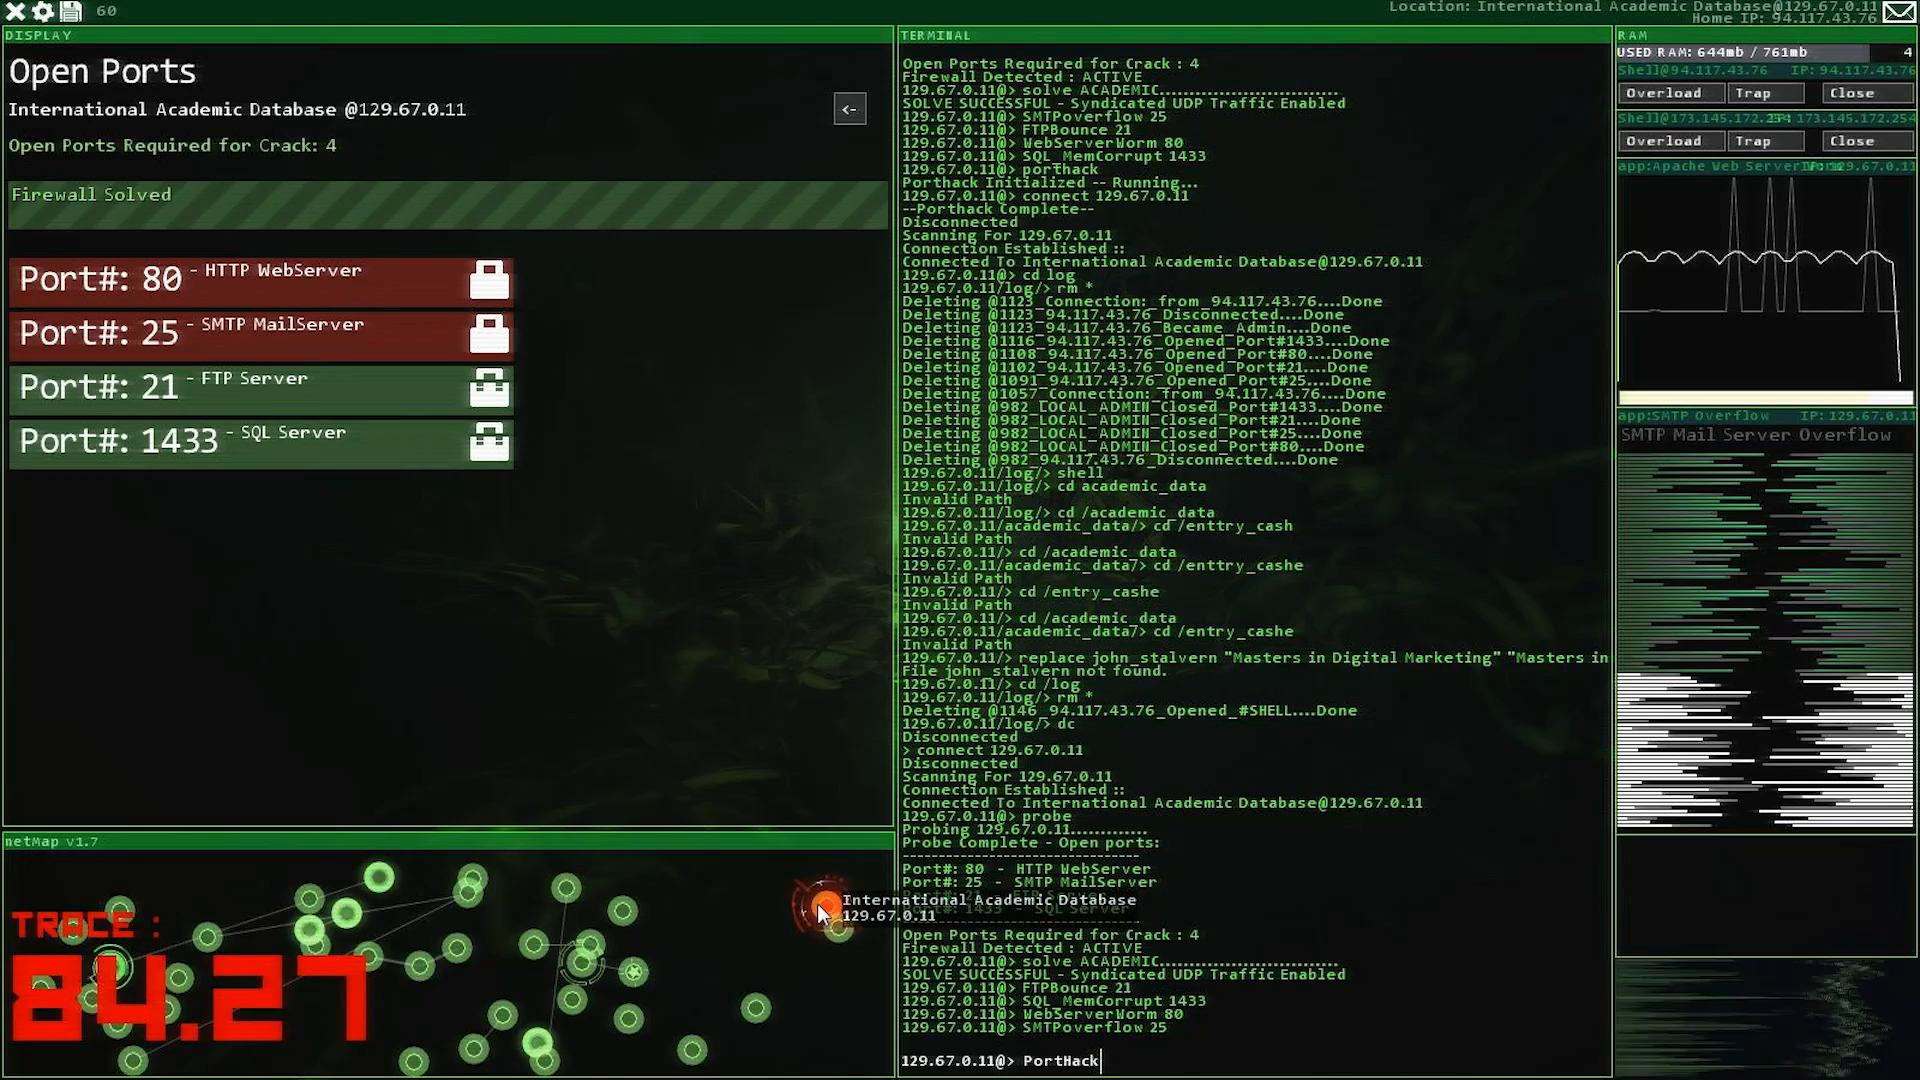 60
Location: International Academic Database@129.67.0.11
Home IP: 94.117.43.76
DISPLAY
Open Ports
International Academic Database @129.67.0.11
<-
Open Ports Required for Crack: 4
Firewall Solved
Port#: 80 - HTTP WebServer
Port#: 25 - SMTP MailServer
Port#: 21 - FTP Server
Port#: 1433 - SQL Server
netMap v1.7
TRACE :
84.27
International Academic Database
129.67.0.11
TERMINAL
Open Ports Required for Crack : 4
Firewall Detected : ACTIVE
129.67.0.11@> solve ACADEMIC.............................
SOLVE SUCCESSFUL - Syndicated UDP Traffic Enabled
129.67.0.11@> SMTPoverflow 25
129.67.0.11@> FTPBounce 21
129.67.0.11@> WebServerWorm 80
129.67.0.11@> SQL_MemCorrupt 1433
129.67.0.11@> porthack
Porthack Initialized -- Running...
129.67.0.11@> connect 129.67.0.11
--Porthack Complete--
Disconnected
Scanning For 129.67.0.11
Connection Established ::
Connected To International Academic Database@129.67.0.11
129.67.0.11@> cd log
129.67.0.11/log/> rm *
Deleting @1123_Connection:_from_94.117.43.76....Done
Deleting @1123_94.117.43.76_Disconnected....Done
Deleting @1123_94.117.43.76_Became_Admin....Done
Deleting @1116_94.117.43.76_Opened_Port#1433....Done
Deleting @1108_94.117.43.76_Opened_Port#80....Done
Deleting @1102_94.117.43.76_Opened_Port#21....Done
Deleting @1091_94.117.43.76_Opened_Port#25....Done
Deleting @1057_Connection:_from_94.117.43.76....Done
Deleting @982_LOCAL_ADMIN_Closed_Port#1433....Done
Deleting @982_LOCAL_ADMIN_Closed_Port#21....Done
Deleting @982_LOCAL_ADMIN_Closed_Port#25....Done
Deleting @982_LOCAL_ADMIN_Closed_Port#80....Done
Deleting @982_94.117.43.76_Disconnected....Done
129.67.0.11/log/> shell
129.67.0.11/log/> cd academic_data
Invalid Path
129.67.0.11/log/> cd /academic_data
129.67.0.11/academic_data/> cd /enttry_cash
Invalid Path
129.67.0.11/> cd /academic_data
129.67.0.11/academic_data/> cd /enttry_cashe
Invalid Path
129.67.0.11/> cd /entry_cashe
Invalid Path
129.67.0.11/> cd /academic_data
129.67.0.11/academic_data/> cd /entry_cashe
Invalid Path
129.67.0.11/> replace john_stalvern "Masters in Digital Marketing" "Masters in
File john_stalvern not found.
129.67.0.11/> cd /log
129.67.0.11/log/> rm *
Deleting @1146_94.117.43.76_Opened_#SHELL....Done
129.67.0.11/log/> dc
Disconnected
> connect 129.67.0.11
Disconnected
Scanning For 129.67.0.11
Connection Established ::
Connected To International Academic Database@129.67.0.11
129.67.0.11@> probe
Probing 129.67.0.11.............
Probe Complete - Open ports:
---------------------------------
Port#: 80 - HTTP WebServer
Port#: 25 - SMTP MailServer
Port#: 1433 - SQL Server
---------------------------------
Open Ports Required for Crack : 4
Firewall Detected : ACTIVE
129.67.0.11@> solve ACADEMIC.............................
SOLVE SUCCESSFUL - Syndicated UDP Traffic Enabled
129.67.0.11@> FTPBounce 21
129.67.0.11@> SQL_MemCorrupt 1433
129.67.0.11@> WebServerWorm 80
129.67.0.11@> SMTPoverflow 25
129.67.0.11@> PortHack
RAM
USED RAM: 644mb / 761mb 4
Shell@94.117.43.76 IP: 94.117.43.76
Overload Trap Close
Shell@173.145.172.254 IP: 173.145.172.254
Overload Trap Close
app:Apache Web Server IP: 129.67.0.11
app:SMTP Overflow IP: 129.67.0.11
SMTP Mail Server Overflow